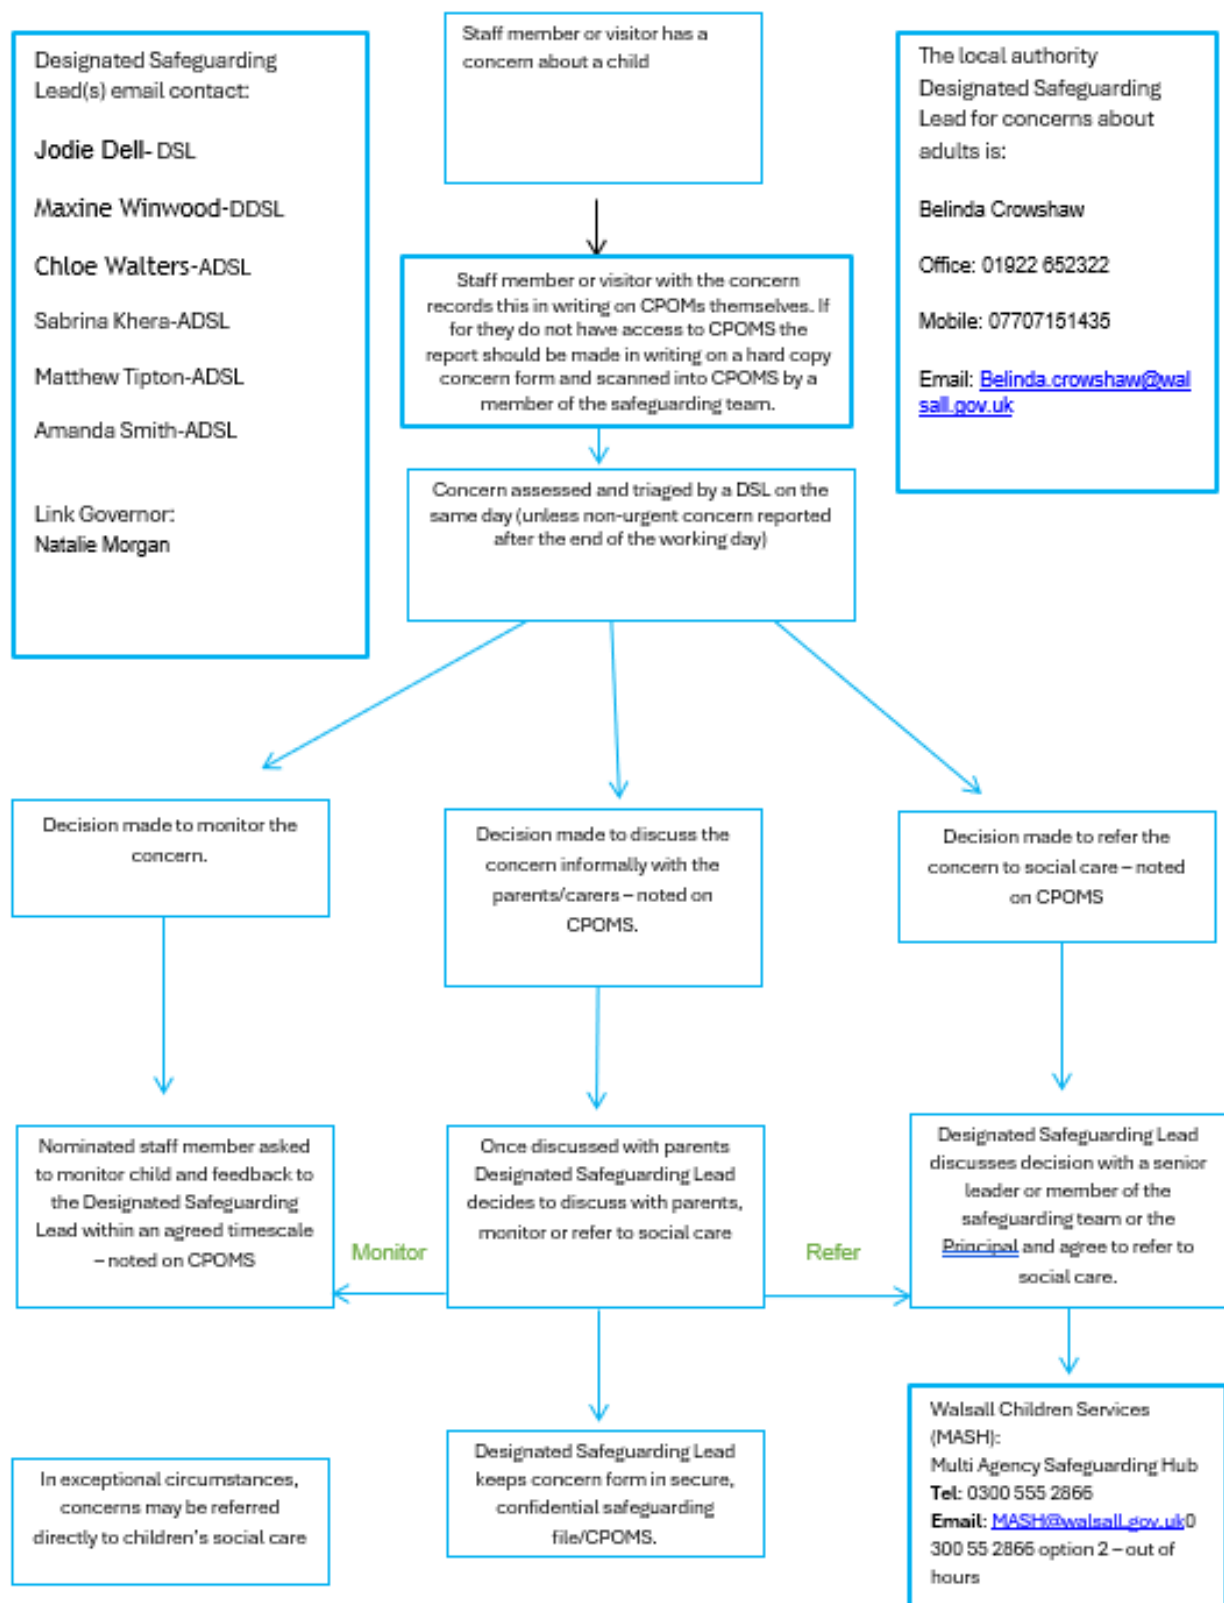 Designated Safeguarding
Lead(s) email contact:
Jodie Dell- DSL
Maxine Winwood-DDSL
Chloe Walters-ADSL
Sabrina Khera-ADSL
Matthew Tipton-ADSL
Amanda Smith-ADSL
Link Governor:
Natalie Morgan
Staff member or visitor has a
concern about a child
The local authority
Designated Safeguarding
Lead for concerns about
adults is:
Belinda Crowshaw
Office: 01922 652322
Mobile: 07707151435
Email: Belinda.crowshaw@wal
sall.gov.uk
Staff member or visitor with the concern
records this in writing on CPOMs themselves. If
for they do not have access to CPOMS the
report should be made in writing on a hard copy
concern form and scanned into CPOMS by a
member of the safeguarding team.
Concern assessed and triaged by a DSL on the
same day (unless non-urgent concern reported
after the end of the working day)
Decision made to monitor the
concern.
Decision made to discuss the
concern informally with the
parents/carers – noted on
CPOMS.
Decision made to refer the
concern to social care – noted
on CPOMS
Nominated staff member asked
to monitor child and feedback to
the Designated Safeguarding
Lead within an agreed timescale
– noted on CPOMS
Monitor
Once discussed with parents
Designated Safeguarding Lead
decides to discuss with parents,
monitor or refer to social care
Refer
Designated Safeguarding Lead
discusses decision with a senior
leader or member of the
safeguarding team or the
Principal and agree to refer to
social care.
In exceptional circumstances,
concerns may be referred
directly to children's social care
Designated Safeguarding Lead
keeps concern form in secure,
confidential safeguarding
file/CPOMS.
Walsall Children Services
(MASH):
Multi Agency Safeguarding Hub
Tel: 0300 555 2866
Email: MASH@walsall.gov.uk0
300 55 2866 option 2 – out of
hours